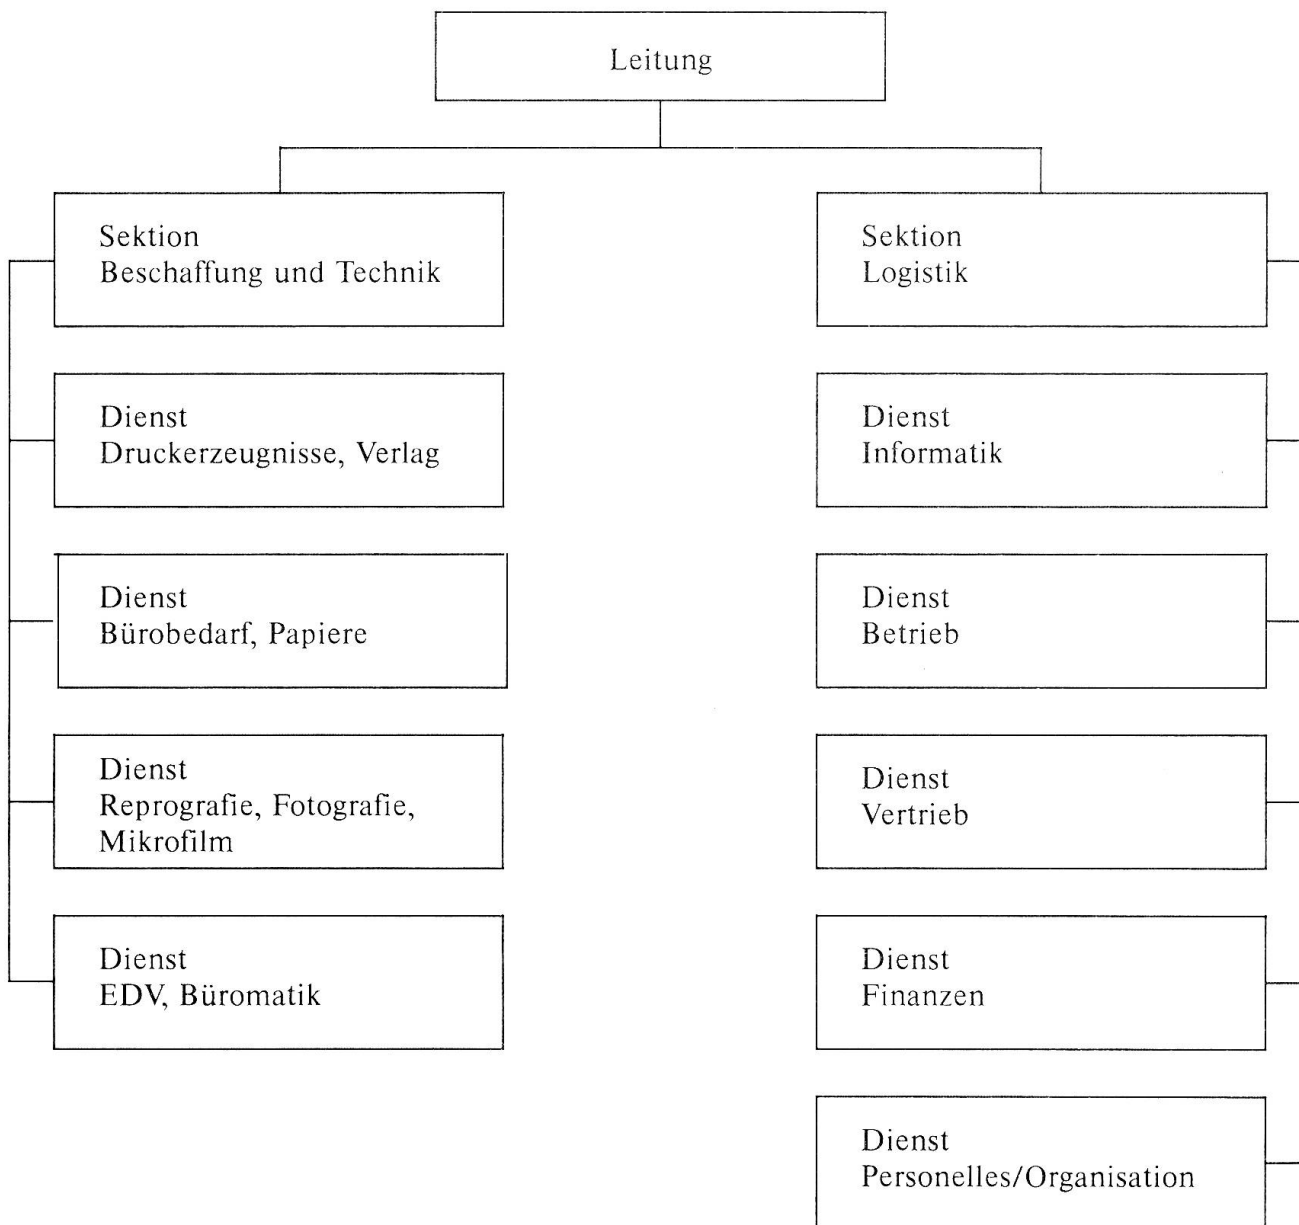 Leitung
Sektion
Beschaffung und Technik
Dienst
Druckerzeugnisse, Verlag
Dienst
Bürobedarf, Papiere
Dienst
Reprografie, Fotografie,
Mikrofilm
Dienst
EDV, Büromatik
Sektion
Logistik
Dienst
Informatik
Dienst
Betrieb
Dienst
Vertrieb
Dienst
Finanzen
Dienst
Personelles/Organisation